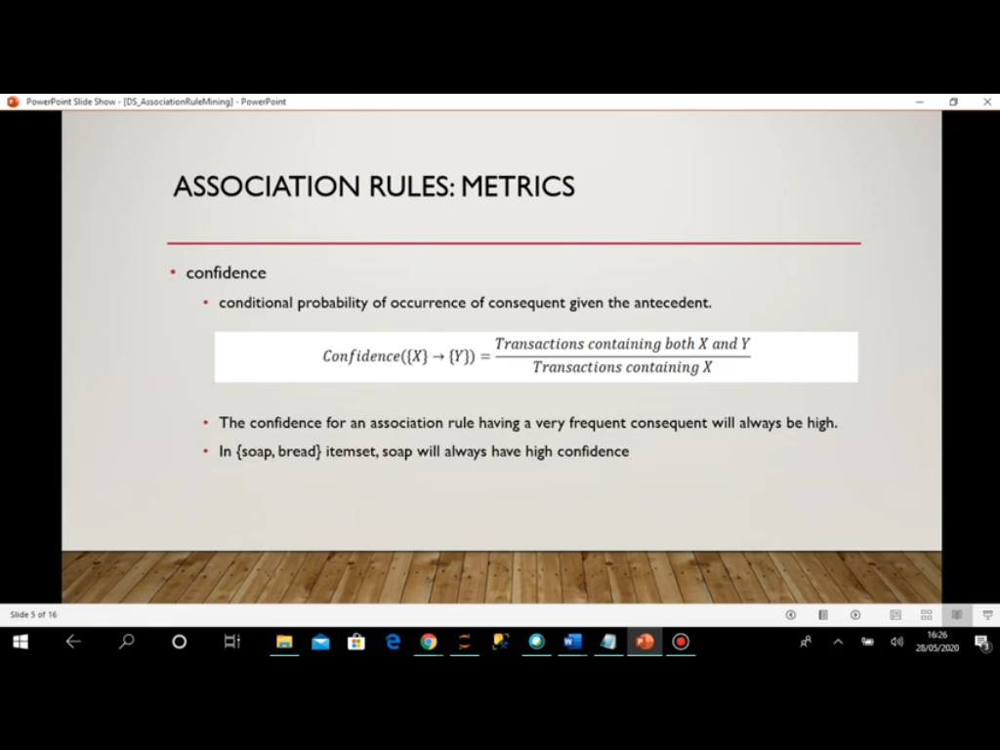 PowerPoint Slide Show - [DS_AssociationRuleMining] - PowerPoint
ASSOCIATION RULES: METRICS
• confidence
• conditional probability of occurrence of consequent given the antecedent.
Confidence({X} → {Y}) = Transactions containing both X and Y
Transactions containing X
• The confidence for an association rule having a very frequent consequent will always be high.
• In {soap, bread} itemset, soap will always have high confidence
Slide 5 of 16
16:26
28/05/2020
3